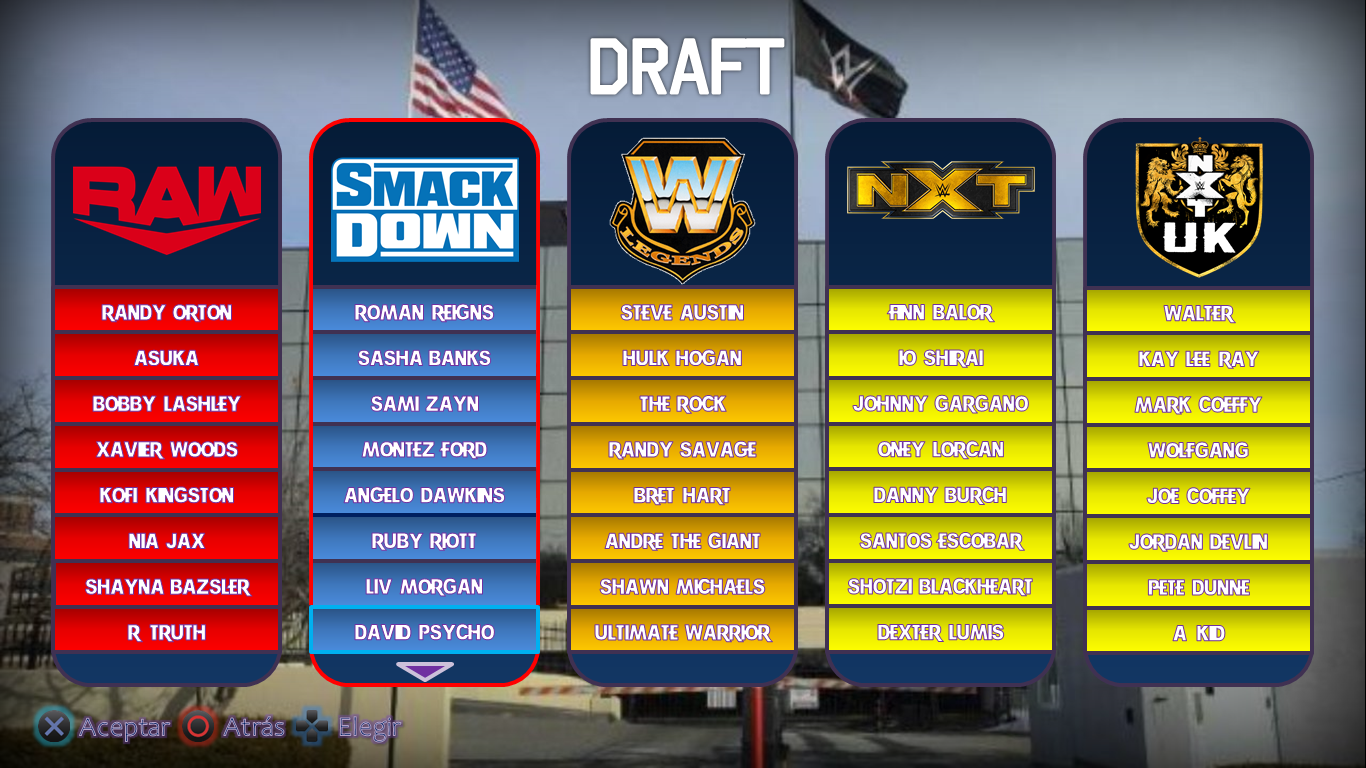 DRAFT
RAW
SMACK
DOWN
W
LEGENDS
NXT
NXT
UK
RANDY ORTON
ASUKA
BOBBY LASHLEY
XAVIER WOODS
KOFI KINGSTON
NIA JAX
SHAYNA BAZSLER
R TRUTH
ROMAN REIGNS
SASHA BANKS
SAMI ZAYN
MONTEZ FORD
ANGELO DAWKINS
RUBY RIOTT
LIV MORGAN
DAVID PSYCHO
STEVE AUSTIN
HULK HOGAN
THE ROCK
RANDY SAVAGE
BRET HART
ANDRE THE GIANT
SHAWN MICHAELS
ULTIMATE WARRIOR
FINN BALOR
IO SHIRAI
JOHNNY GARGANO
ONEY LORCAN
DANNY BURCH
SANTOS ESCOBAR
SHOTZI BLACKHEART
DEXTER LUMIS
WALTER
KAY LEE RAY
MARK COEFFY
WOLFGANG
JOE COFFEY
JORDAN DEVLIN
PETE DUNNE
A KID
Aceptar Atrás Elegir